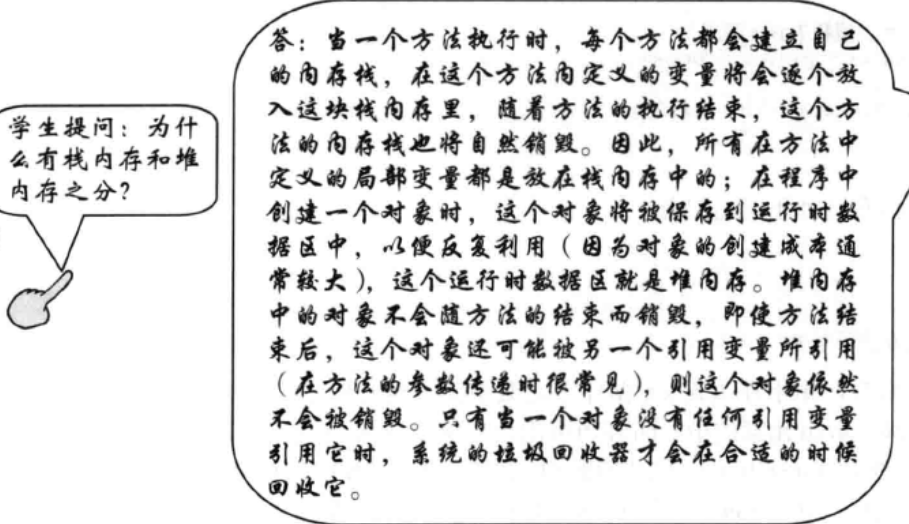 学生提问：为什
么有栈内存和堆
内存之分？
答：当一个方法执行时，每个方法都会建立自己
的内存栈，在这个方法内定义的变量将会逐个放
入这块栈内存里，随着方法的执行结束，这个方
法的内存栈也将自然销毁。因此，所有在方法中
定义的局部变量都是放在栈内存中的；在程序中
创建一个对象时，这个对象将被保存到运行时数
据区中，以便反复利用（因为对象的创建成本通
常较大），这个运行时数据区就是堆内存。堆内存
中的对象不会随方法的结束而销毁，即使方法结
束后，这个对象还可能被另一个引用变量所引用
（在方法的参数传递时很常见），则这个对象依然
不会被销毁。只有当一个对象没有任何引用变量
引用它时，系统的垃圾回收器才会在合适的时候
回收它。